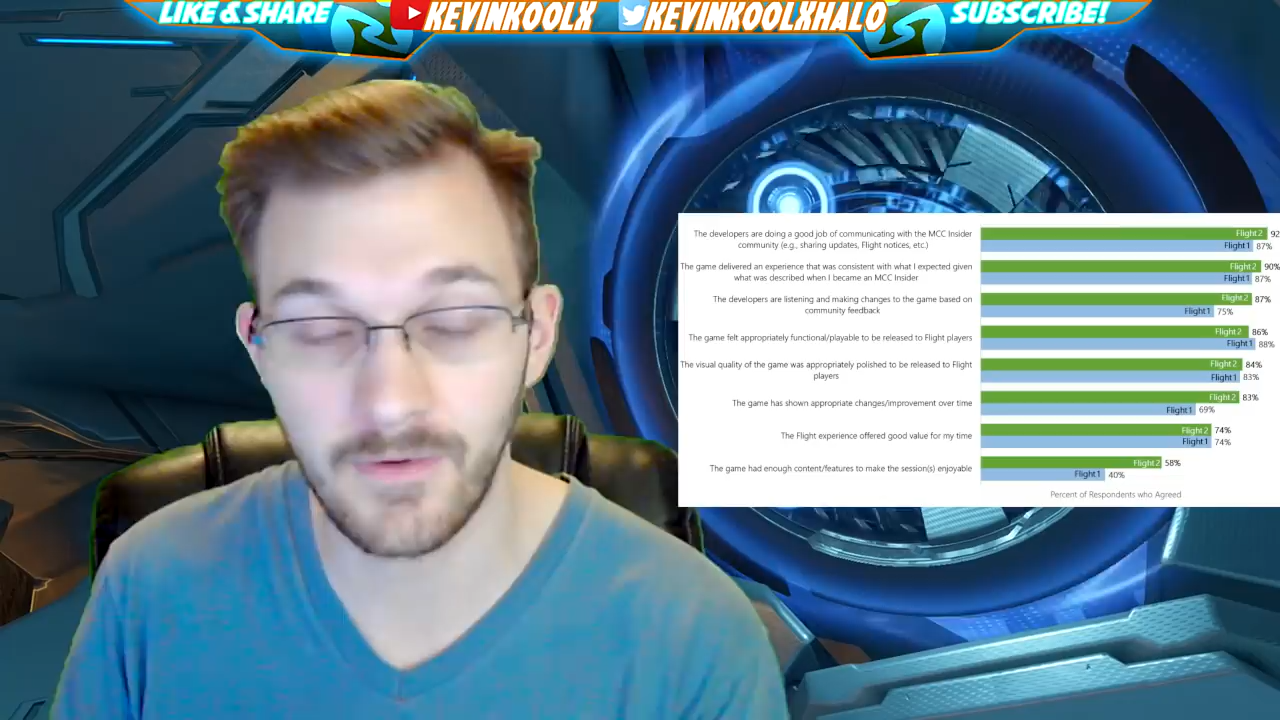 LIKE & SHARE
KEVINKOOLX
KEVINKOOLXHALO
SUBSCRIBE!
The developers are doing a good job of communicating with the MCC Insider
community (e.g., sharing updates, Flight notices, etc.)
Flight2 92
Flight1 87%
The game delivered an experience that was consistent with what I expected given
what was described when I became an MCC Insider
Flight2 90%
Flight1 87%
The developers are listening and making changes to the game based on
community feedback
Flight2 87%
Flight1 75%
The game felt appropriately functional/playable to be released to Flight players
Flight2 86%
Flight1 88%
The visual quality of the game was appropriately polished to be released to Flight
players
Flight2 84%
Flight1 83%
The game has shown appropriate changes/improvement over time
Flight2 83%
Flight1 69%
The Flight experience offered good value for my time
Flight2 74%
Flight1 74%
The game had enough content/features to make the session(s) enjoyable
Flight2 58%
Flight1 40%
Percent of Respondents who Agreed